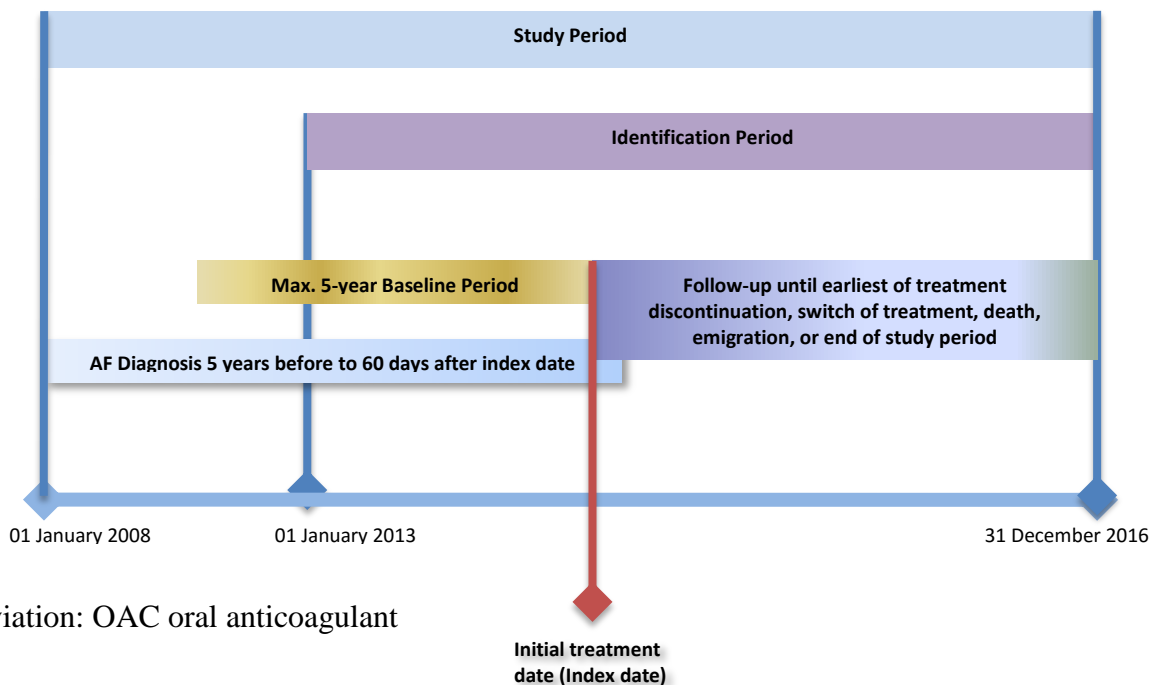 Study Period
Identification Period
Max. 5-year Baseline Period
Follow-up until earliest of treatment
discontinuation, switch of treatment, death,
emigration, or end of study period
AF Diagnosis 5 years before to 60 days after index date
01 January 2008
01 January 2013
31 December 2016
viation: OAC oral anticoagulant
Initial treatment
date (Index date)